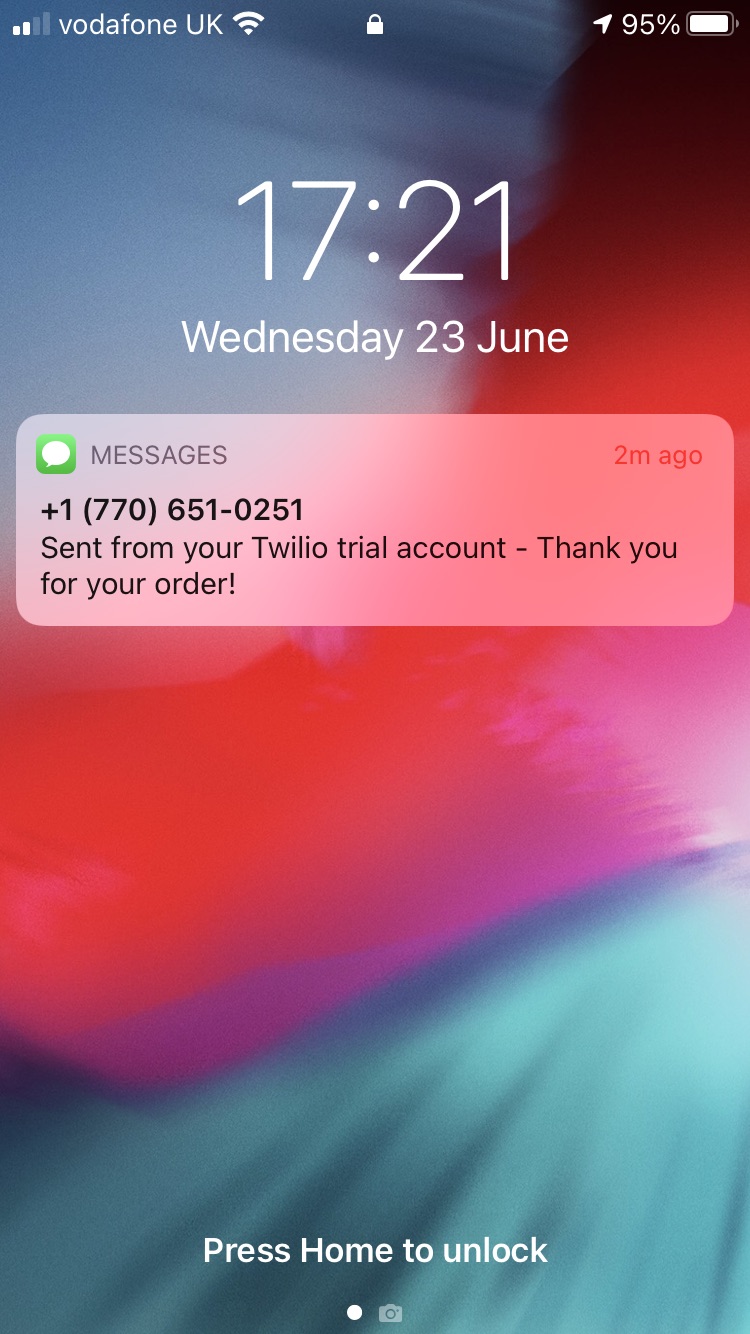 vodafone UK 95%
17:21
Wednesday 23 June
MESSAGES 2m ago
+1 (770) 651-0251
Sent from your Twilio trial account - Thank you
for your order!
Press Home to unlock